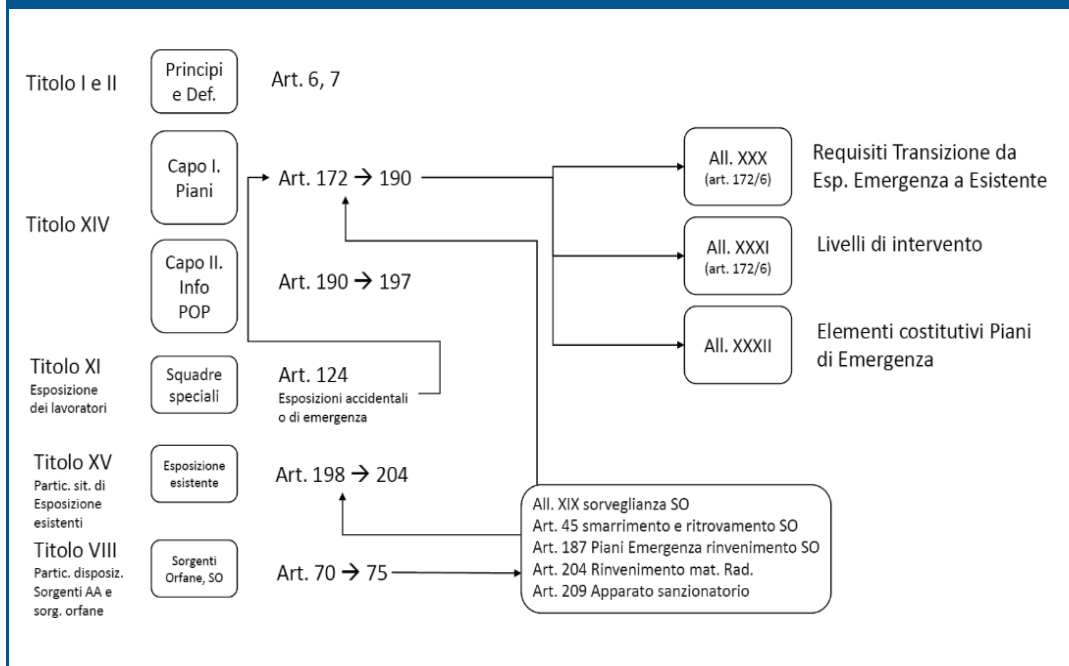 Titolo I e II
Principi
e Def.
Art. 6, 7
Titolo XIV
Capo I.
Piani
Art. 172 → 190
All. XXX
(art. 172/6)
Requisiti Transizione da
Esp. Emergenza a Esistente
All. XXXI
(art. 172/6)
Livelli di intervento
Capo II.
Info
POP
Art. 190 → 197
All. XXXII
Elementi costitutivi Piani
di Emergenza
Titolo XI
Esposizione
dei lavoratori
Squadre
speciali
Art. 124
Esposizioni accidentali
o di emergenza
Titolo XV
Partic. sit. di
Esposizione
esistenti
Esposizione
esistente
Art. 198 → 204
Titolo VIII
Partic. disposiz.
Sorgenti AA e
sorg. orfane
Sorgenti
Orfane, SO
Art. 70 → 75
All. XIX sorveglianza SO
Art. 45 smarrimento e ritrovamento SO
Art. 187 Piani Emergenza rinvenimento SO
Art. 204 Rinvenimento mat. Rad.
Art. 209 Apparato sanzionatorio